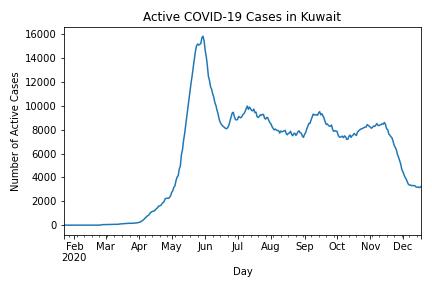 Active COVID-19 Cases in Kuwait
Number of Active Cases
16000
14000
12000
10000
8000
6000
4000
2000
0
Feb Mar Apr May Jun Jul Aug Sep Oct Nov Dec
2020
Day